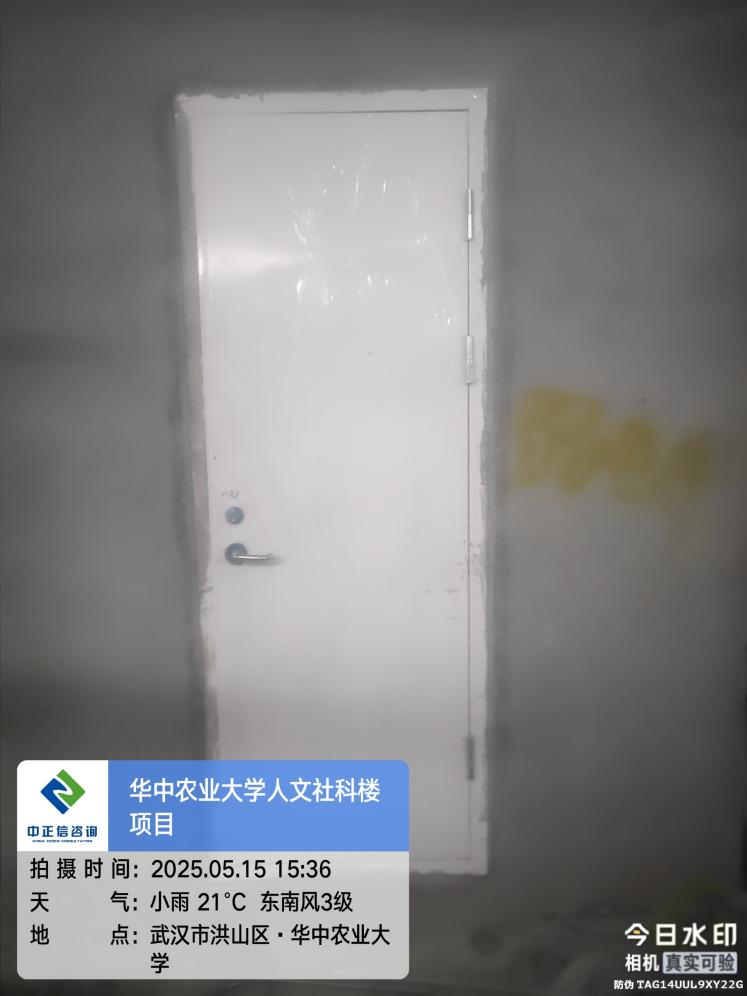 华中农业大学人文社科楼
项目
中正信咨询
拍摄时间：2025.05.15 15:36
天气：小雨 21℃ 东南风3级
地点：武汉市洪山区·华中农业大
学
今日水印
相机真实可验
防伪 TAG14UUL9XY22G